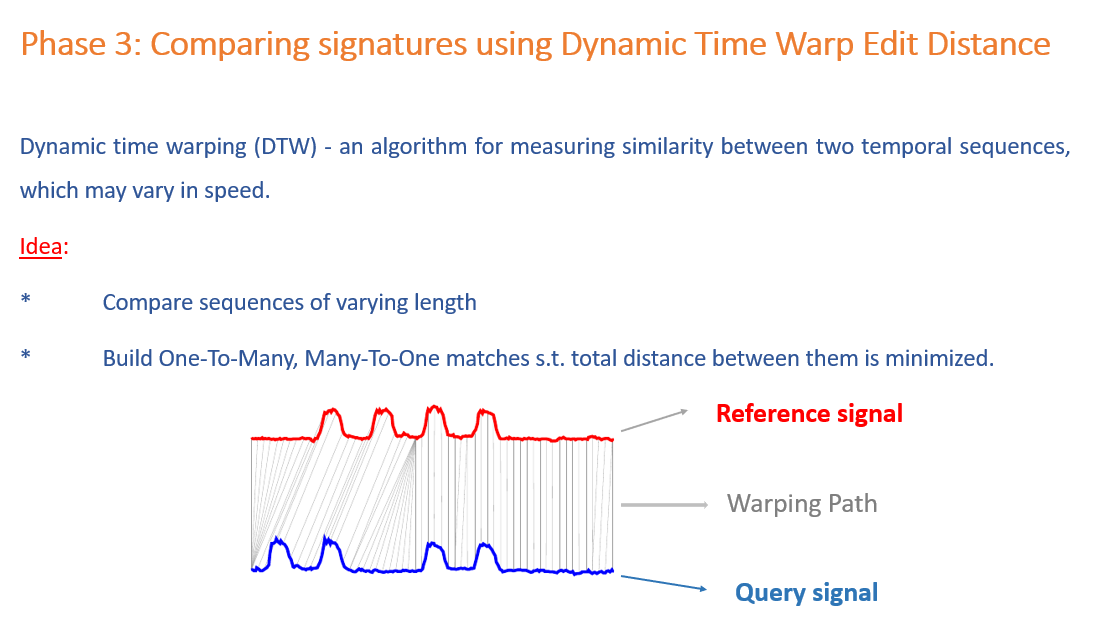 Phase 3: Comparing signatures using Dynamic Time Warp Edit Distance
Dynamic time warping (DTW) - an algorithm for measuring similarity between two temporal sequences,
which may vary in speed.
Idea:
* Compare sequences of varying length
* Build One-To-Many, Many-To-One matches s.t. total distance between them is minimized.
Reference signal
Warping Path
Query signal